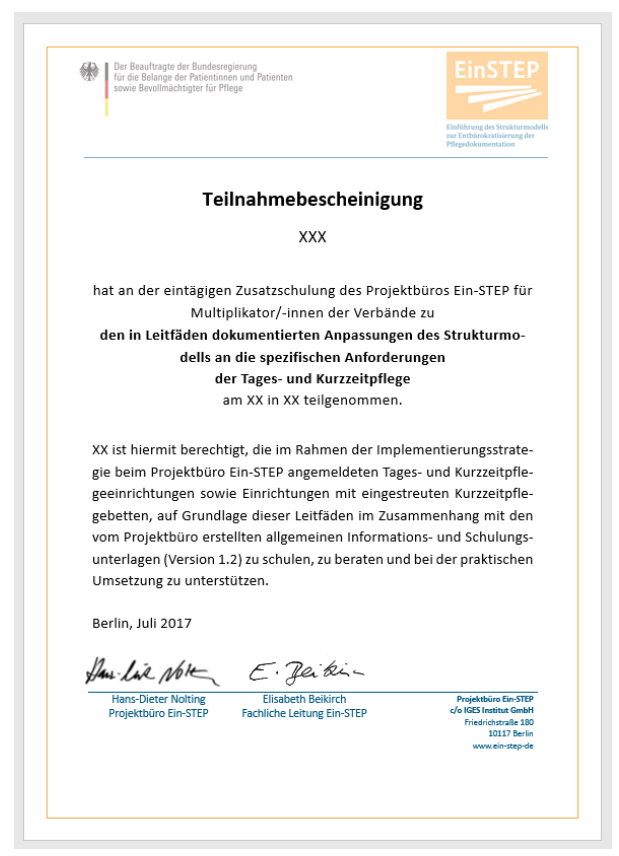 Der Beauftragte der Bundesregierung
für die Belange der Patientinnen und Patienten
sowie Bevollmächtigter für Pflege
EinSTEP
Einführung des Strukturmodells
zur Entbürokratisierung der
Pflegedokumentation
Teilnahmebescheinigung
XXX
hat an der eintägigen Zusatzschulung des Projektbüros Ein-STEP für
Multiplikator/-innen der Verbände zu
den in Leitfäden dokumentierten Anpassungen des Strukturmo-
dells an die spezifischen Anforderungen
der Tages- und Kurzzeitpflege
am XX in XX teilgenommen.
XX ist hiermit berechtigt, die im Rahmen der Implementierungsstrate-
gie beim Projektbüro Ein-STEP angemeldeten Tages- und Kurzzeitpfle-
geeinrichtungen sowie Einrichtungen mit eingestreuten Kurzzeitpfle-
gebetten, auf Grundlage dieser Leitfäden im Zusammenhang mit den
vom Projektbüro erstellten allgemeinen Informations- und Schulungs-
unterlagen (Version 1.2) zu schulen, zu beraten und bei der praktischen
Umsetzung zu unterstützen.
Berlin, Juli 2017
E. Beikirch
Hans-Dieter Nolting
Projektbüro Ein-STEP
Elisabeth Beikirch
Fachliche Leitung Ein-STEP
Projektbüro Ein-STEP
c/o IGES Institut GmbH
Friedrichstraße 180
10117 Berlin
www.ein-step-de